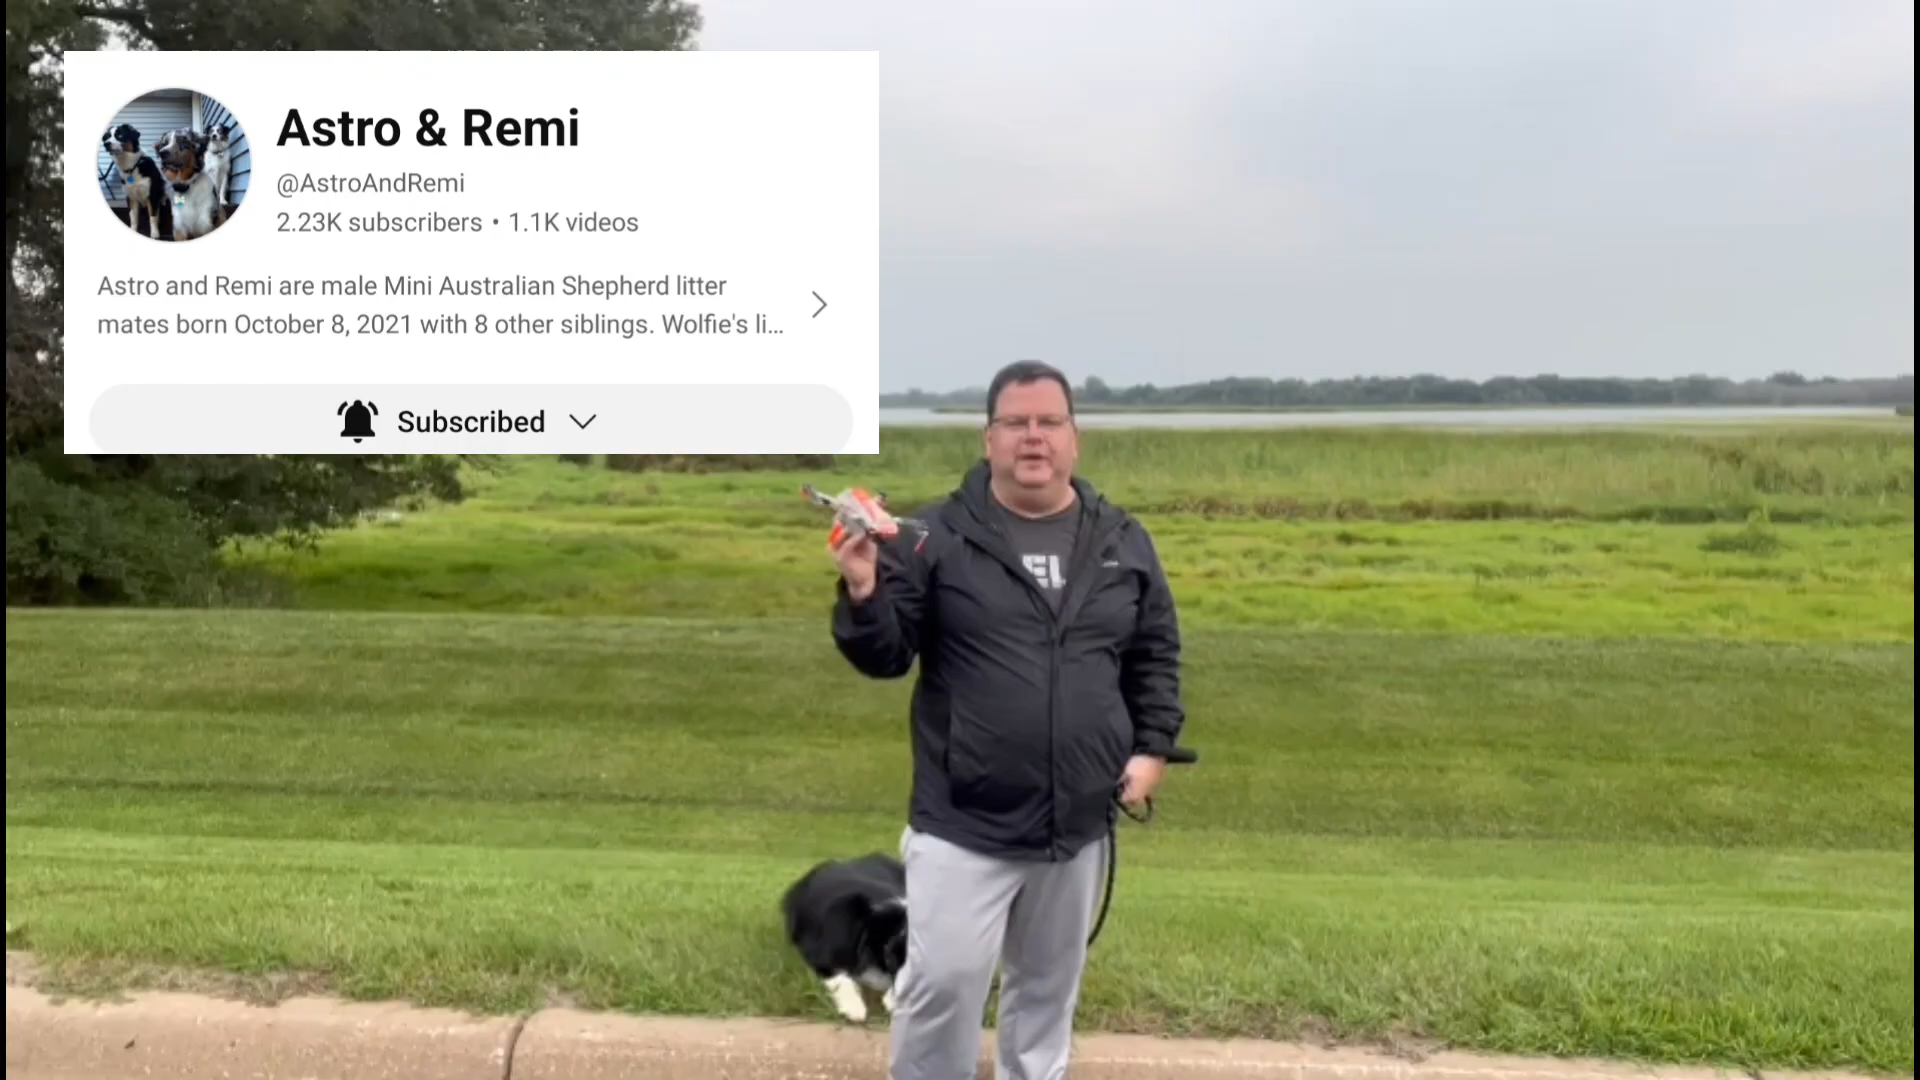 Astro & Remi
@AstroAndRemi
2.23K subscribers • 1.1K videos
Astro and Remi are male Mini Australian Shepherd litter
mates born October 8, 2021 with 8 other siblings. Wolfie's li...
Subscribed
EL